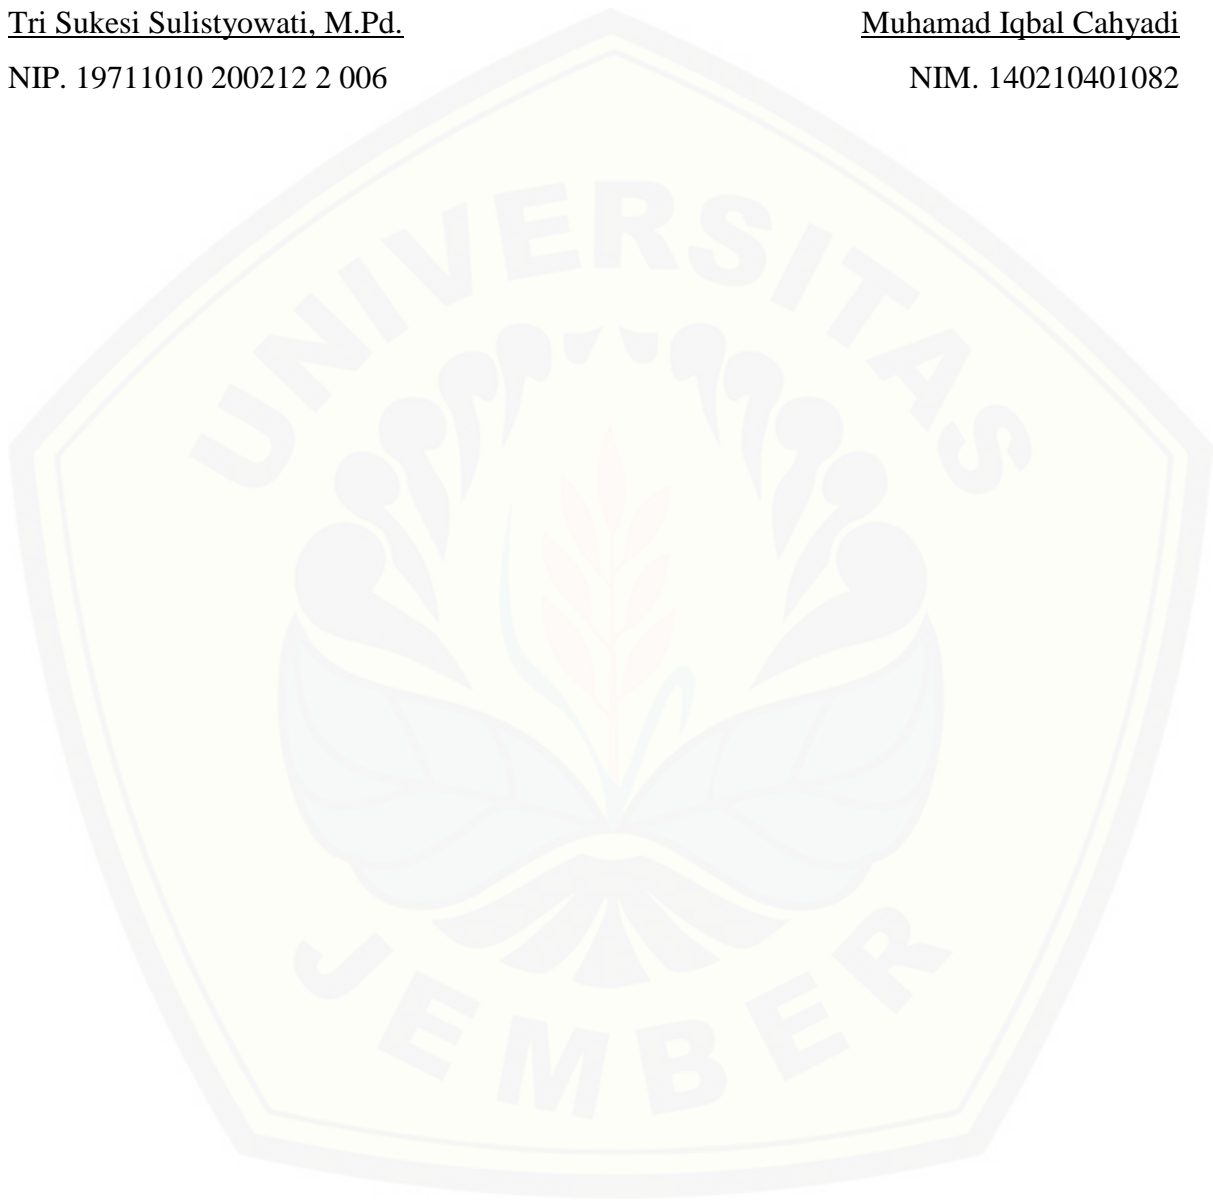 Tri Sukesi Sulistyowati, M.Pd. Muhamad Iqbal Cahyadi
NIP. 19711010 200212 2 006 NIM. 140210401082
UNIVERSITAS
JEMBER